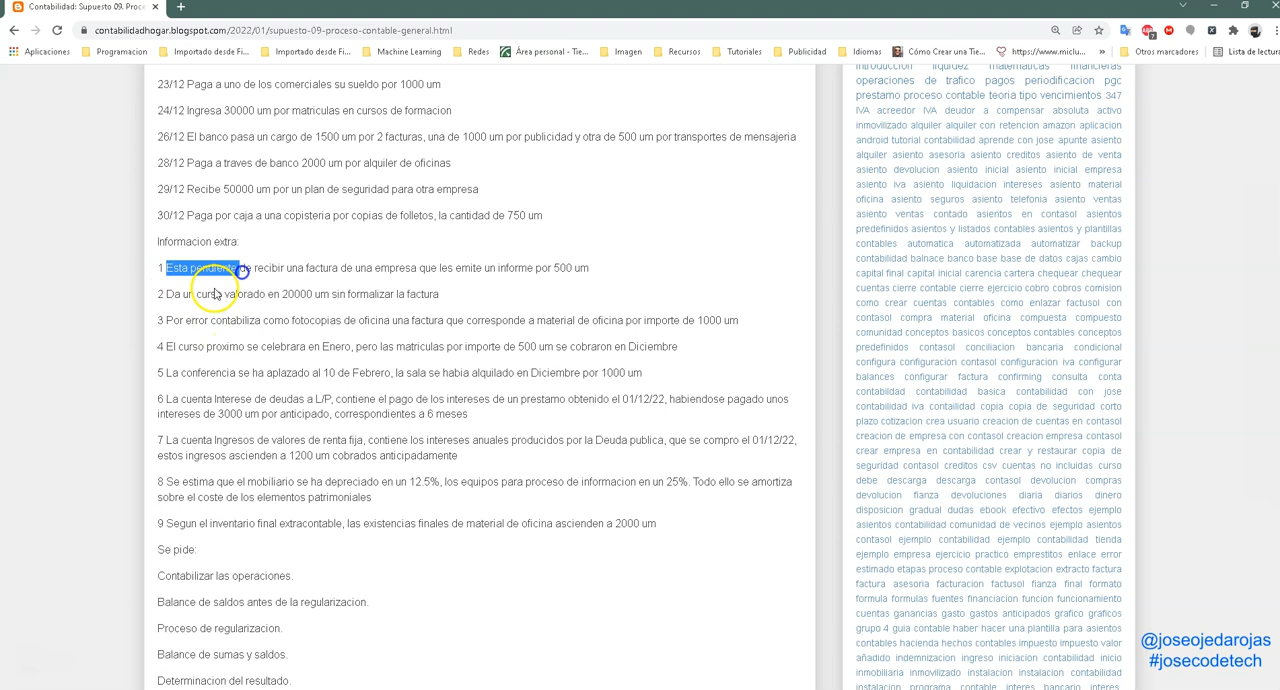 Contabilidad: Supuesto 09. Proce
contabilidadhogar.blogspot.com/2022/01/supuesto-09-proceso-contable-general.html
Aplicaciones
Programacion
Importado desde Fi...
Importado desde Fi...
Machine Learning
Redes
Área personal - Tie...
Imagen
Recursos
Tutoriales
Publicidad
Idiomas
Cómo Crear una Tie...
https://www.miclu...
»
Otros marcadores
Lista de lectura
23/12 Paga a uno de los comerciales su sueldo por 1000 um
24/12 Ingresa 30000 um por matriculas en cursos de formacion
26/12 El banco pasa un cargo de 1500 um por 2 facturas, una de 1000 um por publicidad y otra de 500 um por transportes de mensajeria
28/12 Paga a traves de banco 2000 um por alquiler de oficinas
29/12 Recibe 50000 um por un plan de seguridad para otra empresa
30/12 Paga por caja a una copisteria por copias de folletos, la cantidad de 750 um
Informacion extra:
1 Esta pendiente de recibir una factura de una empresa que les emite un informe por 500 um
2 Da un curso valorado en 20000 um sin formalizar la factura
3 Por error contabiliza como fotocopias de oficina una factura que corresponde a material de oficina por importe de 1000 um
4 El curso proximo se celebrara en Enero, pero las matriculas por importe de 500 um se cobraron en Diciembre
5 La conferencia se ha aplazado al 10 de Febrero, la sala se habia alquilado en Diciembre por 1000 um
6 La cuenta Interese de deudas a L/P, contiene el pago de los intereses de un prestamo obtenido el 01/12/22, habiendose pagado unos
intereses de 3000 um por anticipado, correspondientes a 6 meses
7 La cuenta Ingresos de valores de renta fija, contiene los intereses anuales producidos por la Deuda publica, que se compro el 01/12/22,
estos ingresos ascienden a 1200 um cobrados anticipadamente
8 Se estima que el mobiliario se ha depreciado en un 12.5%, los equipos para proceso de informacion en un 25%. Todo ello se amortiza
sobre el coste de los elementos patrimoniales
9 Segun el inventario final extracontable, las existencias finales de material de oficina ascienden a 2000 um
Se pide:
Contabilizar las operaciones.
Balance de saldos antes de la regularizacion.
Proceso de regularizacion.
Balance de sumas y saldos.
Determinacion del resultado.
introduccion liquidez matematicas financieras
operaciones de trafico pagos periodificacion pgc
prestamo proceso contable teoria tipo vencimientos 347
IVA acreedor IVA deudor a compensar absoluta activo
inmovilizado alquiler alquiler con retencion amazon aplicacion
android tutorial contabilidad aprende con jose apunte asiento
alquiler asiento asesoria asiento creditos asiento de venta
asiento devolucion asiento inicial asiento inicial empresa
asiento iva asiento liquidacion intereses asiento material
oficina asiento seguros asiento telefonia asiento ventas
asiento ventas contado asientos en contasol asientos
predefinidos asientos y listados contables asientos y plantillas
contables automatica automatizada automatizar backup
contabilidad balnace banco base base de datos cajas cambio
capital final capital inicial carencia cartera chequear chequear
cuentas cierre contable cierre ejercicio cobro cobros comision
como crear cuentas contables como enlazar factusol con
contasol compra material oficina compuesta compuesto
comunidad conceptos basicos conceptos contables conceptos
predefinidos contasol conciliacion bancaria condicional
configura configuracion contasol configuracion iva configurar
balances configurar factura confirming consulta conta
contabildad contabilidad basica contabilidad con jose
contabilidad iva contailidad copia copia de seguridad corto
plazo cotizacion crea usuario creacion de cuentas en contasol
creacion de empresa con contasol creacion empresa contasol
crear empresa en contabilidad crear y restaurar copia de
seguridad contasol creditos csv cuentas no incluidas curso
debe descarga descarga contasol devolucion compras
devolucion fianza devoluciones diaria diarios dinero
disposicion gradual dudas ebook efectivo efectos ejemplo
asientos contabilidad comunidad de vecinos ejemplo asientos
contasol ejemplo contabilidad ejemplo contabilidad tienda
ejemplo empresa ejercicio practico emprestitos enlace error
estimado etapas proceso contable explotacion extracto factura
factura asesoria facturacion factusol fianza final formato
formula formulas fuentes financiacion funcion funcionamiento
cuentas ganancias gasto gastos anticipados grafico graficos
grupo 4 guia contable haber hacer una plantilla para asientos
contables hacienda hechos contables impuesto impuesto valor
añadido indemnizacion ingreso iniciacion contabilidad inicio
inmobiliaria inmovilizado instalacion instalacion contabilidad
instalacion programa contable interes bancario interes
@joseojedarojas
#josecodetech